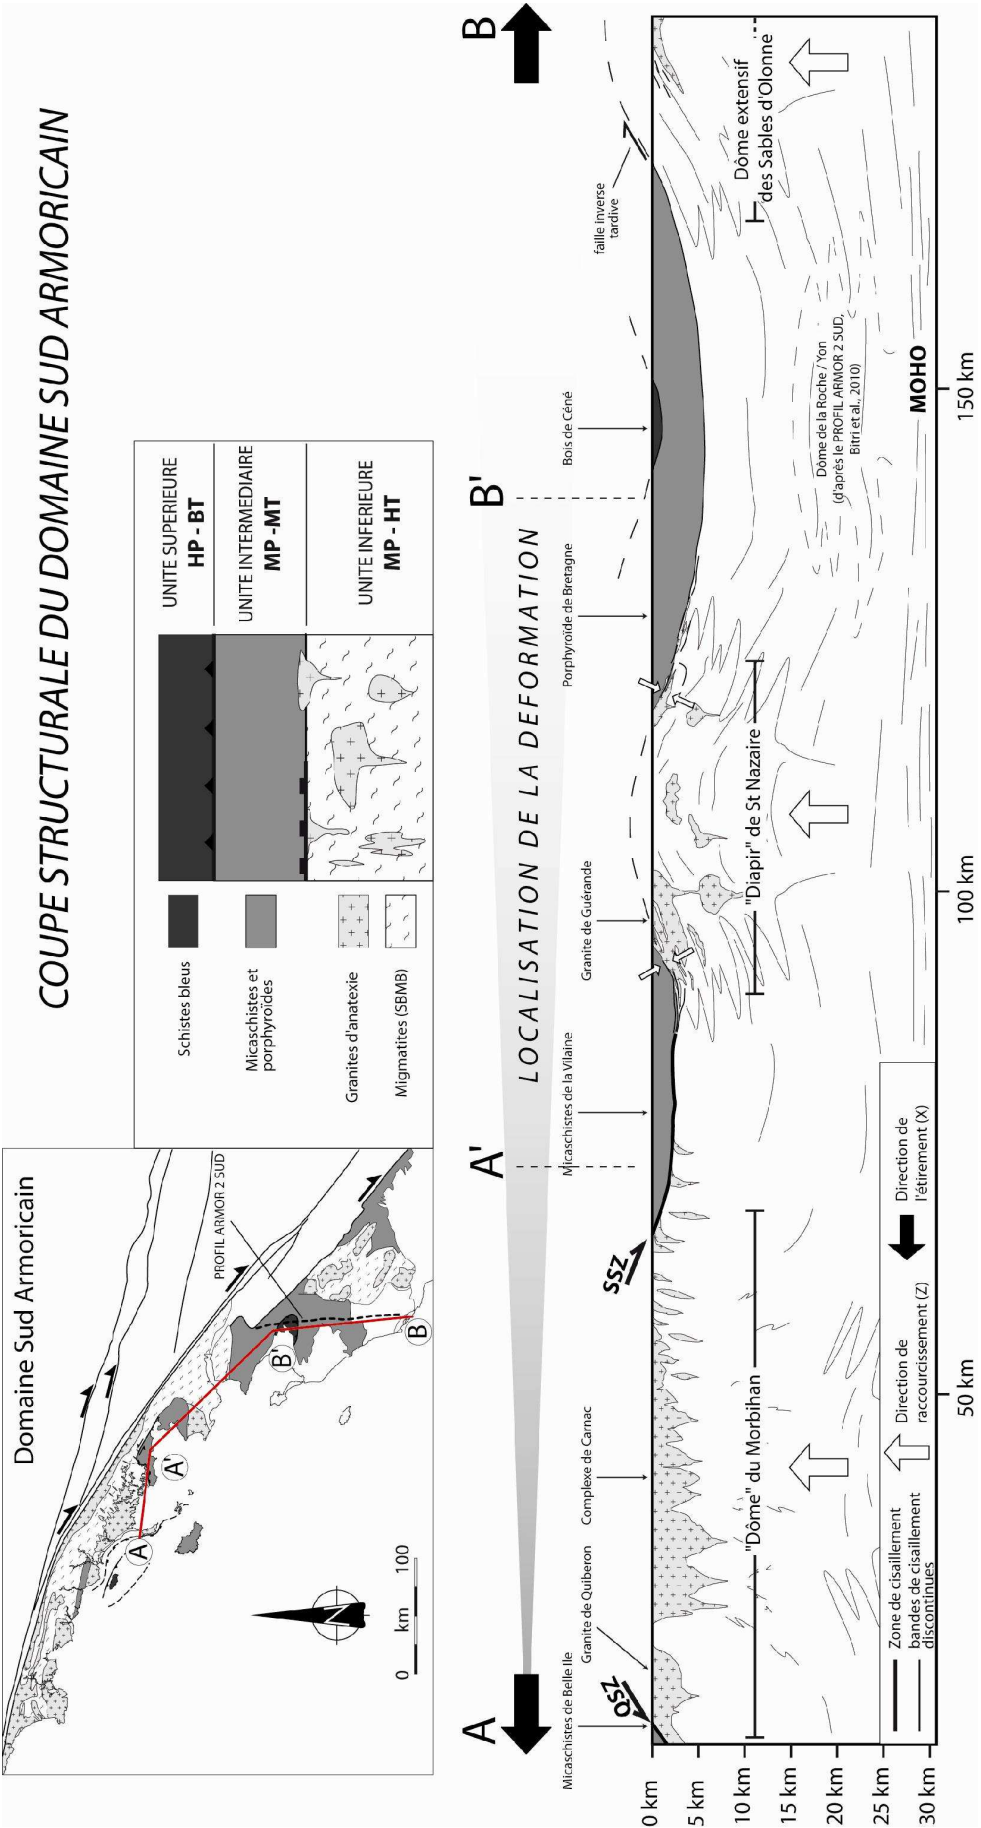 COUPE STRUCTURALE DU DOMAINE SUD ARMORICAIN
Domaine Sud Armoricain
PROFIL ARMOR 2 SUD
A
A'
B'
B
N
0
km
100
Schistes bleus
Micaschistes et
porphyroïdes
Granites d'anatexie
Migmatites (SBMB)
UNITE SUPERIEURE
HP - BT
UNITE INTERMEDIAIRE
MP -MT
UNITE INFERIEURE
MP - HT
A
A'
B'
B
LOCALISATION DE LA DEFORMATION
Micaschistes de Belle Ile
Granite de Quiberon
Complexe de Carnac
Micaschistes de la Vilaine
Granite de Guérande
Porphyroïde de Bretagne
Bois de Céné
faille inverse
tardive
QSZ
SSZ
0 km
5 km
10 km
15 km
20 km
25 km
30 km
"Dôme" du Morbihan
"Diapir" de St Nazaire
Dôme extensif
des Sables d'Olonne
Dôme de la Roche / Yon
(d'après le PROFIL ARMOR 2 SUD,
Bitri et al., 2010)
MOHO
Zone de cisaillement
bandes de cisaillement
discontinues
Direction de
raccourcissement (Z)
Direction de
l'étirement (X)
50 km
100 km
150 km